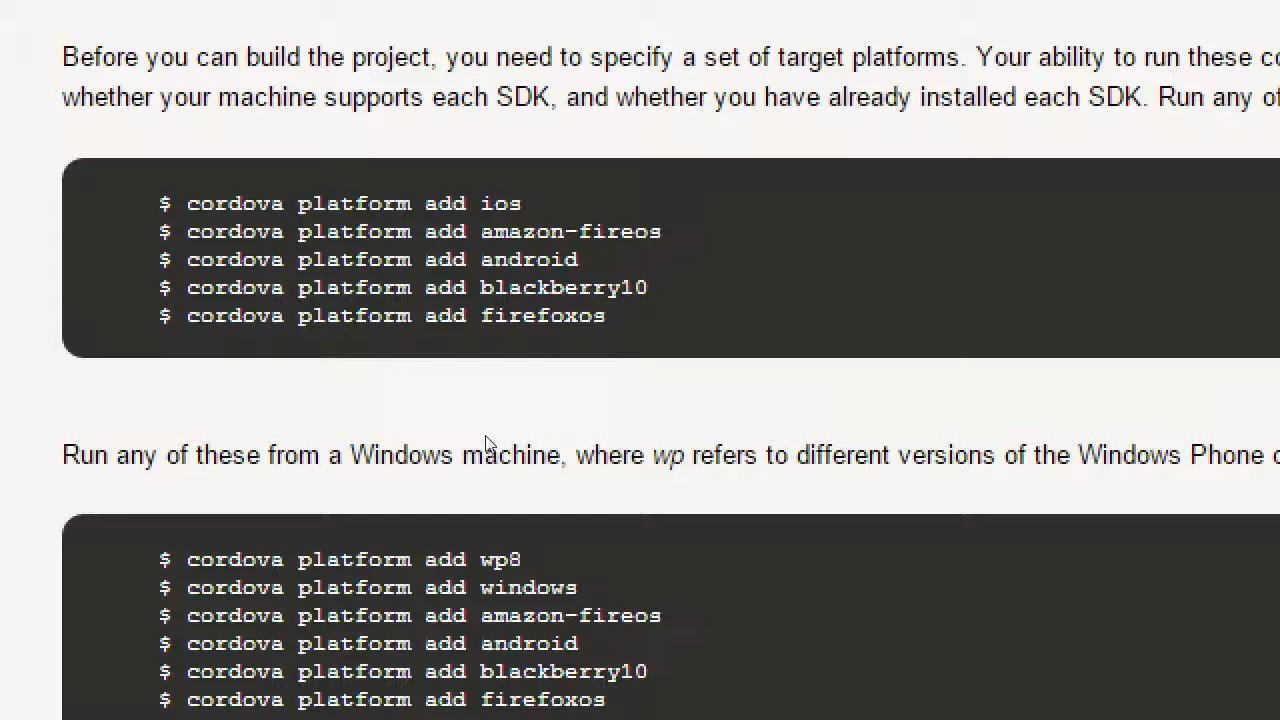 Before you can build the project, you need to specify a set of target platforms. Your ability to run these
whether your machine supports each SDK, and whether you have already installed each SDK. Run any of
$ cordova platform add ios
$ cordova platform add amazon-fireos
$ cordova platform add android
$ cordova platform add blackberry10
$ cordova platform add firefoxos
Run any of these from a Windows machine, where wp refers to different versions of the Windows Phone
$ cordova platform add wp8
$ cordova platform add windows
$ cordova platform add amazon-fireos
$ cordova platform add android
$ cordova platform add blackberry10
$ cordova platform add firefoxos